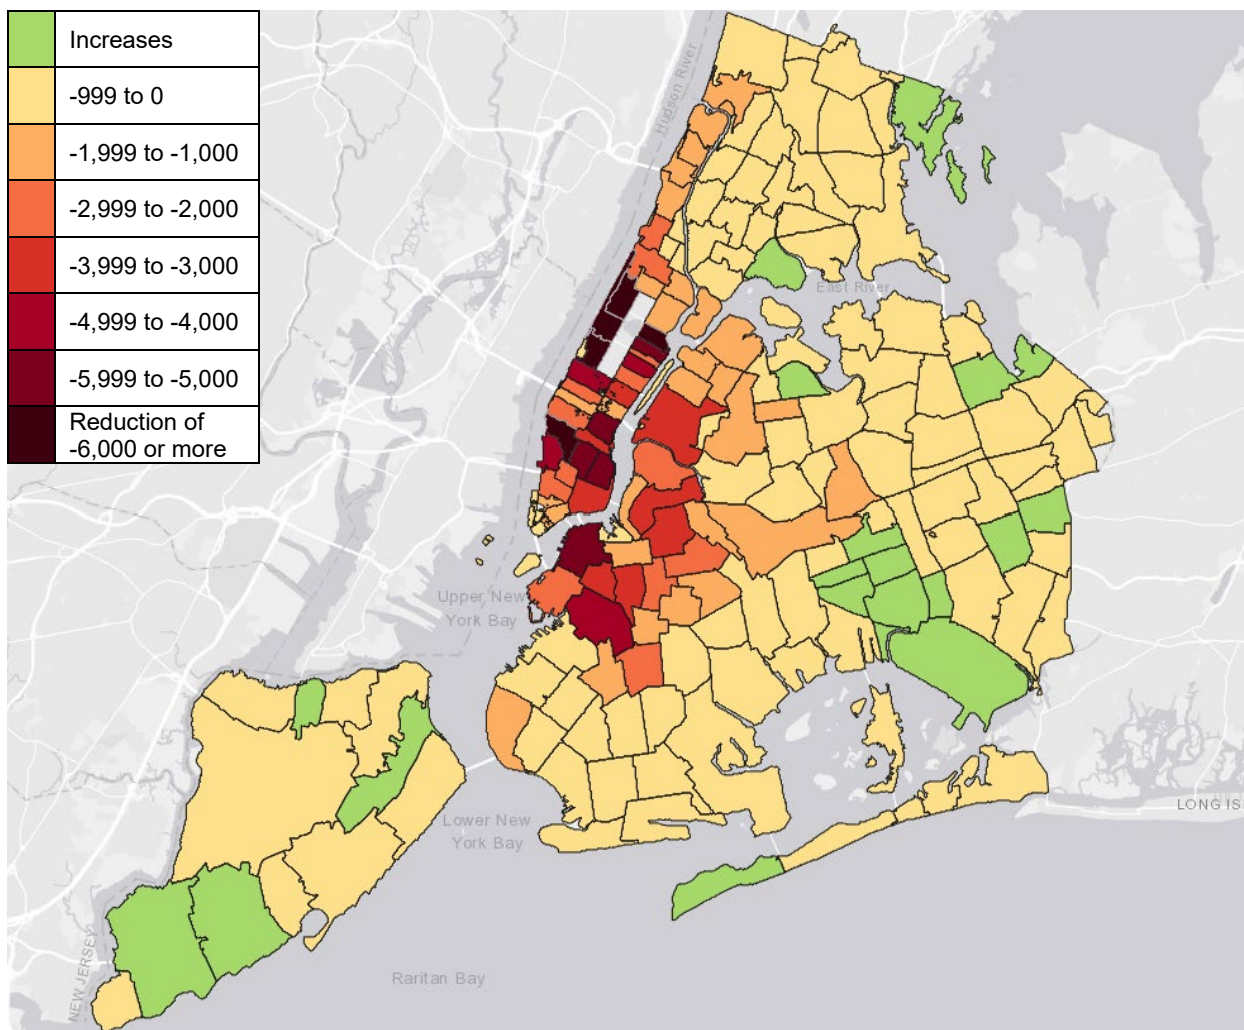 Increases
-999 to 0
-1,999 to -1,000
-2,999 to -2,000
-3,999 to -3,000
-4,999 to -4,000
-5,999 to -5,000
Reduction of
-6,000 or more
Hudson River
East River
Upper New
York Bay
LONG IS
Lower New
York Bay
NEW JERSEY
Raritan Bay